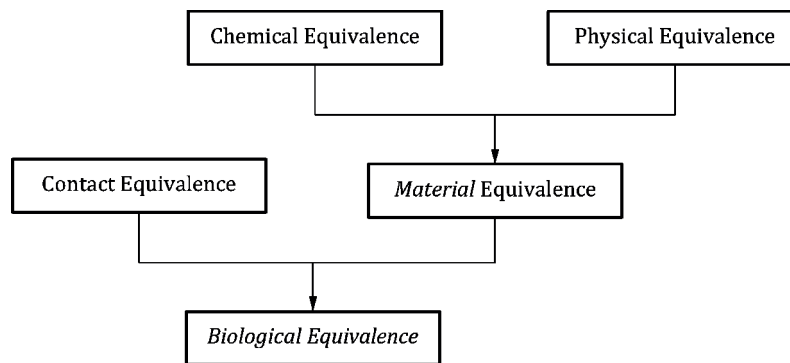 Chemical Equivalence
Physical Equivalence
Contact Equivalence
Material Equivalence
Biological Equivalence